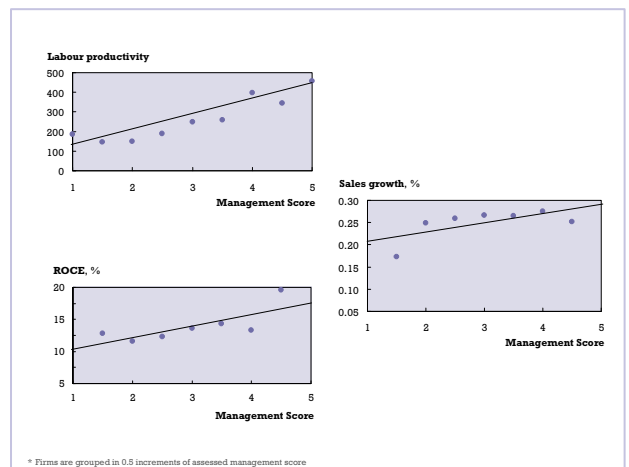 Labour productivity
500
400
300
200
100
0
1 2 3 4 5
Management Score
Sales growth, %
0.30
0.25
0.20
0.15
0.10
0.05
1 2 3 4 5
Management Score
ROCE, %
20
15
10
5
1 2 3 4 5
Management Score
* Firms are grouped in 0.5 increments of assessed management score